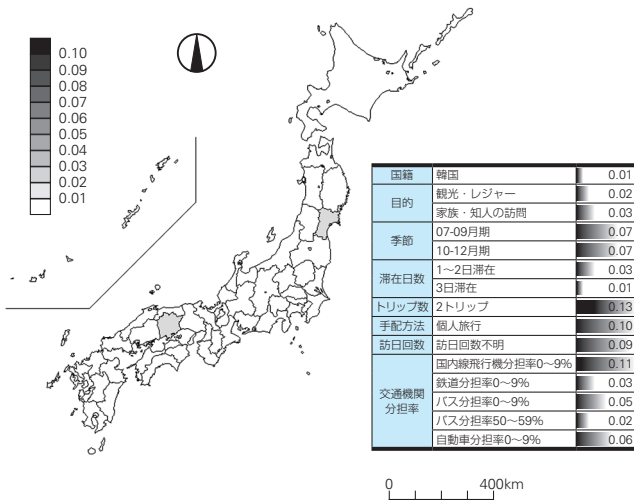 0.10
0.09
0.08
0.07
0.06
0.05
0.04
0.03
0.02
0.01
国籍 韓国 0.01
目的 観光・レジャー 0.02
家族・知人の訪問 0.03
季節 07-09月期 0.07
10-12月期 0.07
滞在日数 1〜2日滞在 0.03
3日滞在 0.01
トリップ数 2トリップ 0.13
手配方法 個人旅行 0.10
訪日回数 訪日回数不明 0.09
交通機関分担率 国内線飛行機分担率0〜9% 0.11
鉄道分担率0〜9% 0.03
バス分担率0〜9% 0.05
バス分担率50〜59% 0.02
自動車分担率0〜9% 0.06
0 400km